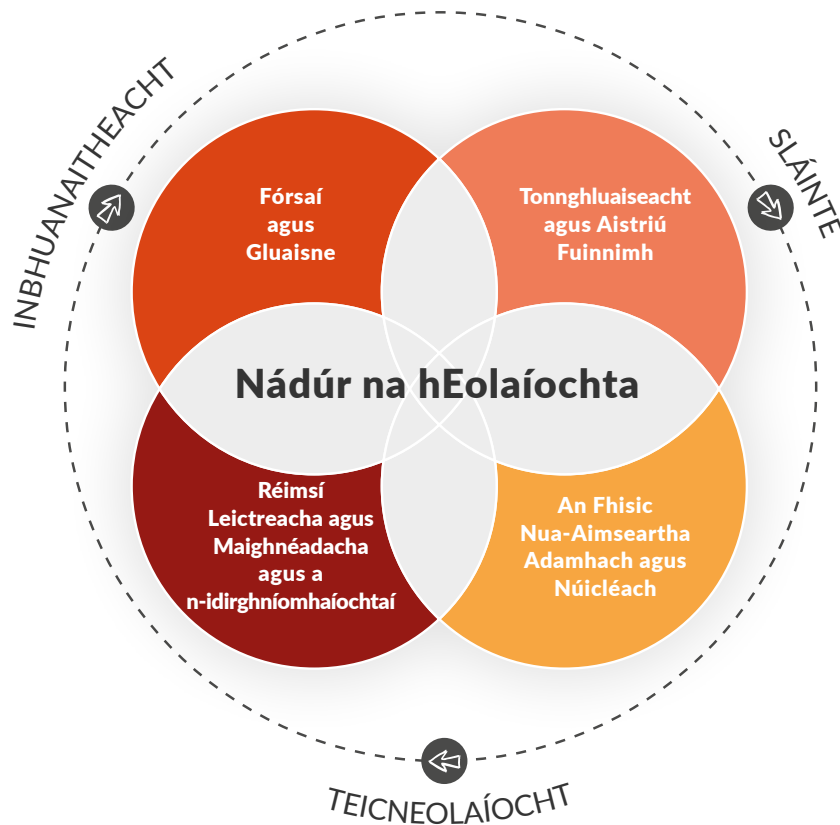 INBHUANAITHEACHT
SLÁINTE
Fórsaí
agus
Gluaisne
Tonnghluaiseacht
agus Aistriú
Fuinnimh
Nádúr na hEolaíochta
Réimsí
Leictreacha agus
Maighnéadacha
agus a
n-idirghníomhaíochtaí
An Fhisic
Nua-Aimseartha
Adamhach agus
Núicléach
TEICNEOLAÍOCHT